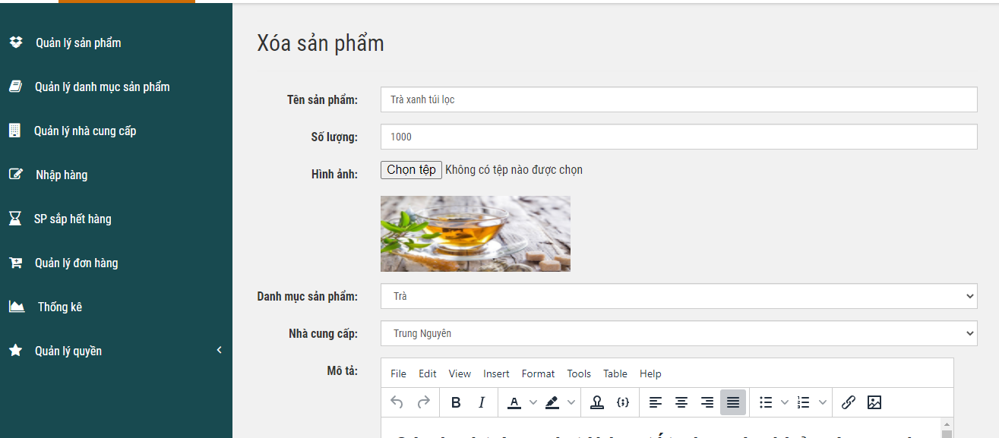 Quản lý sản phẩm
Quản lý danh mục sản phẩm
Quản lý nhà cung cấp
Nhập hàng
SP sắp hết hàng
Quản lý đơn hàng
Thống kê
Quản lý quyền
Xóa sản phẩm
Tên sản phẩm: Trà xanh túi lọc
Số lượng: 1000
Hình ảnh: Chọn tệp Không có tệp nào được chọn
Danh mục sản phẩm: Trà
Nhà cung cấp: Trung Nguyên
Mô tả:
File Edit View Insert Format Tools Table Help